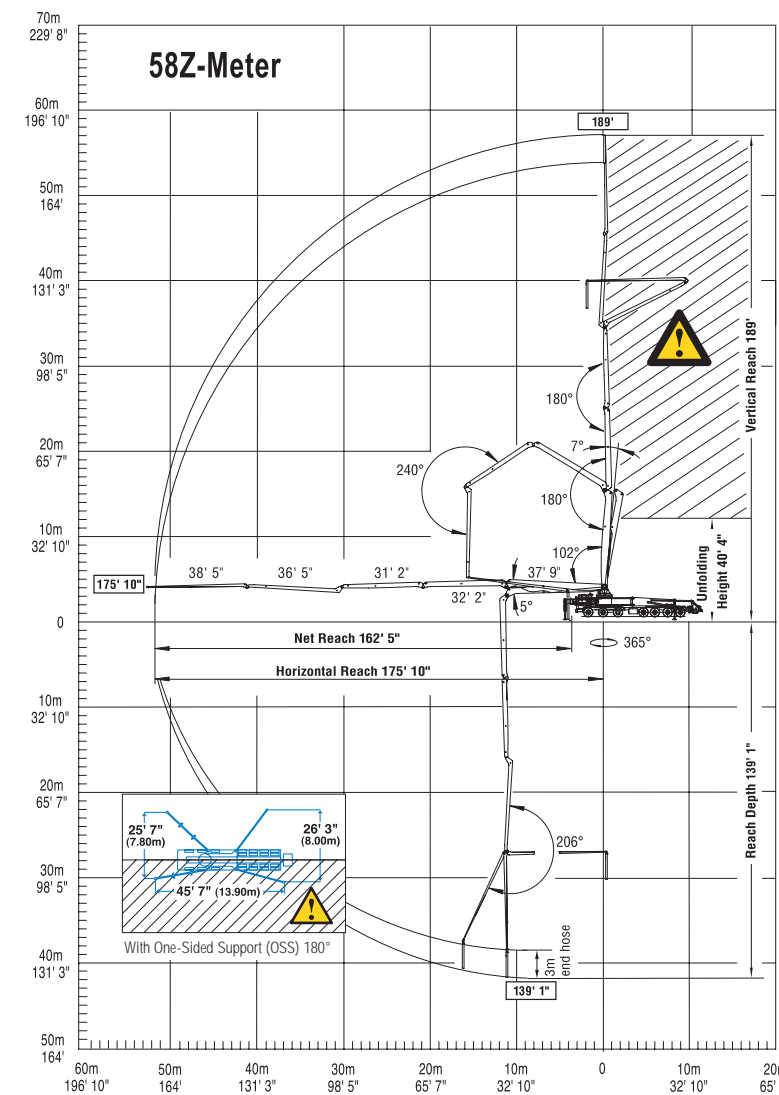 70m
229' 8"
58Z-Meter
60m
196' 10"
189'
50m
164'
40m
131' 3"
30m
98' 5"
180°
Vertical Reach 189'
20m
65' 7"
7°
240°
180°
10m
32' 10"
102°
Unfolding
Height 40' 4"
175' 10"
38' 5"
36' 5"
31' 2"
32' 2"
37' 9"
5°
0
365°
Net Reach 162' 5"
Horizontal Reach 175' 10"
10m
32' 10"
20m
65' 7"
Reach Depth 139' 1"
25' 7"
(7.80m)
26' 3"
(8.00m)
45' 7" (13.90m)
206°
30m
98' 5"
With One-Sided Support (OSS) 180°
3m
end hose
40m
131' 3"
139' 1"
50m
164'
60m
196' 10"
50m
164'
40m
131' 3"
30m
98' 5"
20m
65' 7"
10m
32' 10"
0
10m
32' 10"
65'